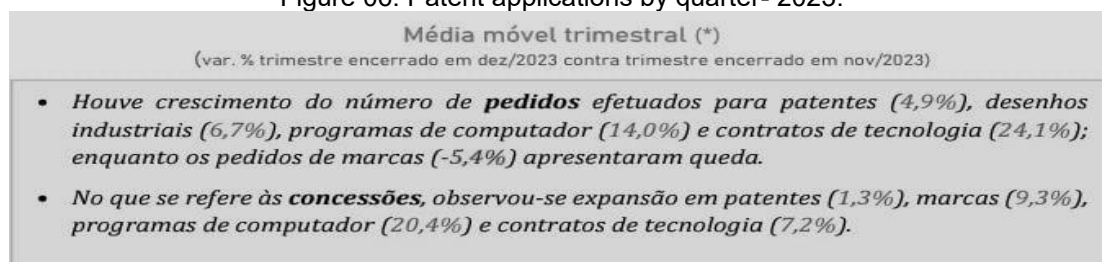 Figure 06. Patent applications by quarter- 2023.
Média móvel trimestral (*)
(var. % trimestre encerrado em dez/2023 contra trimestre encerrado em nov/2023)
• Houve crescimento do número de pedidos efetuados para patentes (4,9%), desenhos
industriais (6,7%), programas de computador (14,0%) e contratos de tecnologia (24,1%);
enquanto os pedidos de marcas (-5,4%) apresentaram queda.
• No que se refere às concessões, observou-se expansão em patentes (1,3%), marcas (9,3%),
programas de computador (20,4%) e contratos de tecnologia (7,2%).